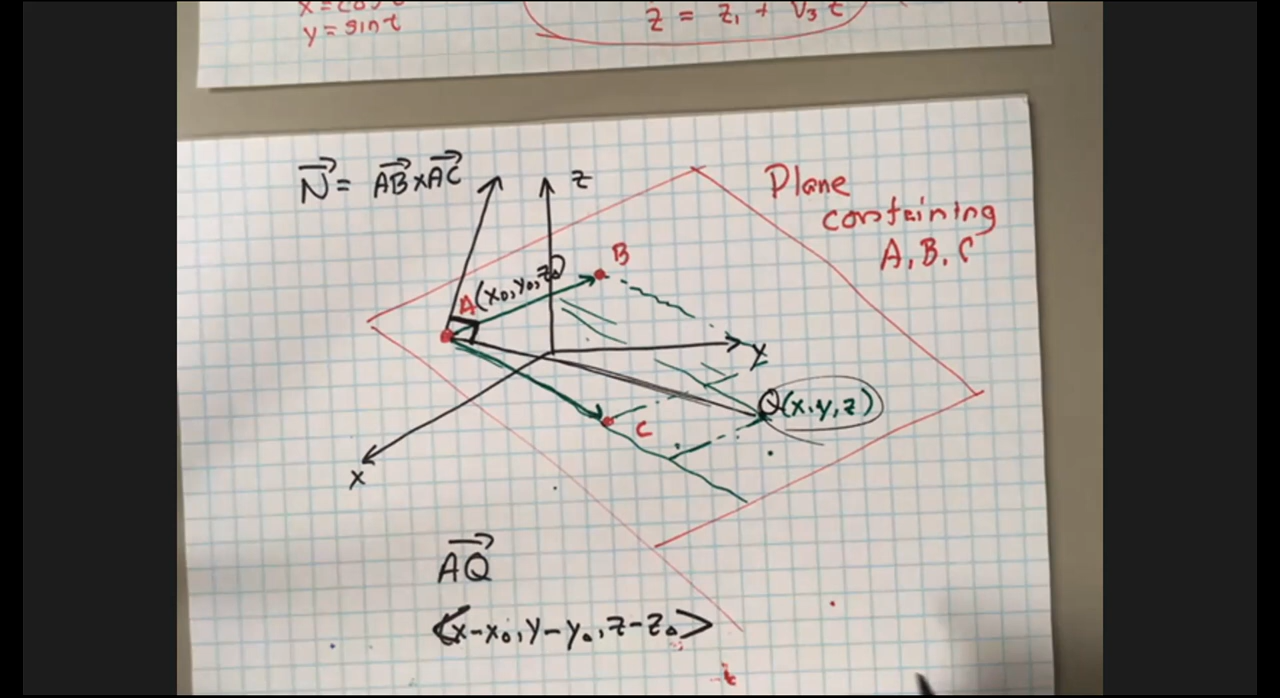 y = sin t
z = z₁ + v₃ t
N⃗ = AB⃗ × AC⃗
z
Plane
containing
A, B, C
B
A(x₀, y₀, z₀)
y
Q(x, y, z)
C
x
AQ⃗
<x-x₀, y-y₀, z-z₀>